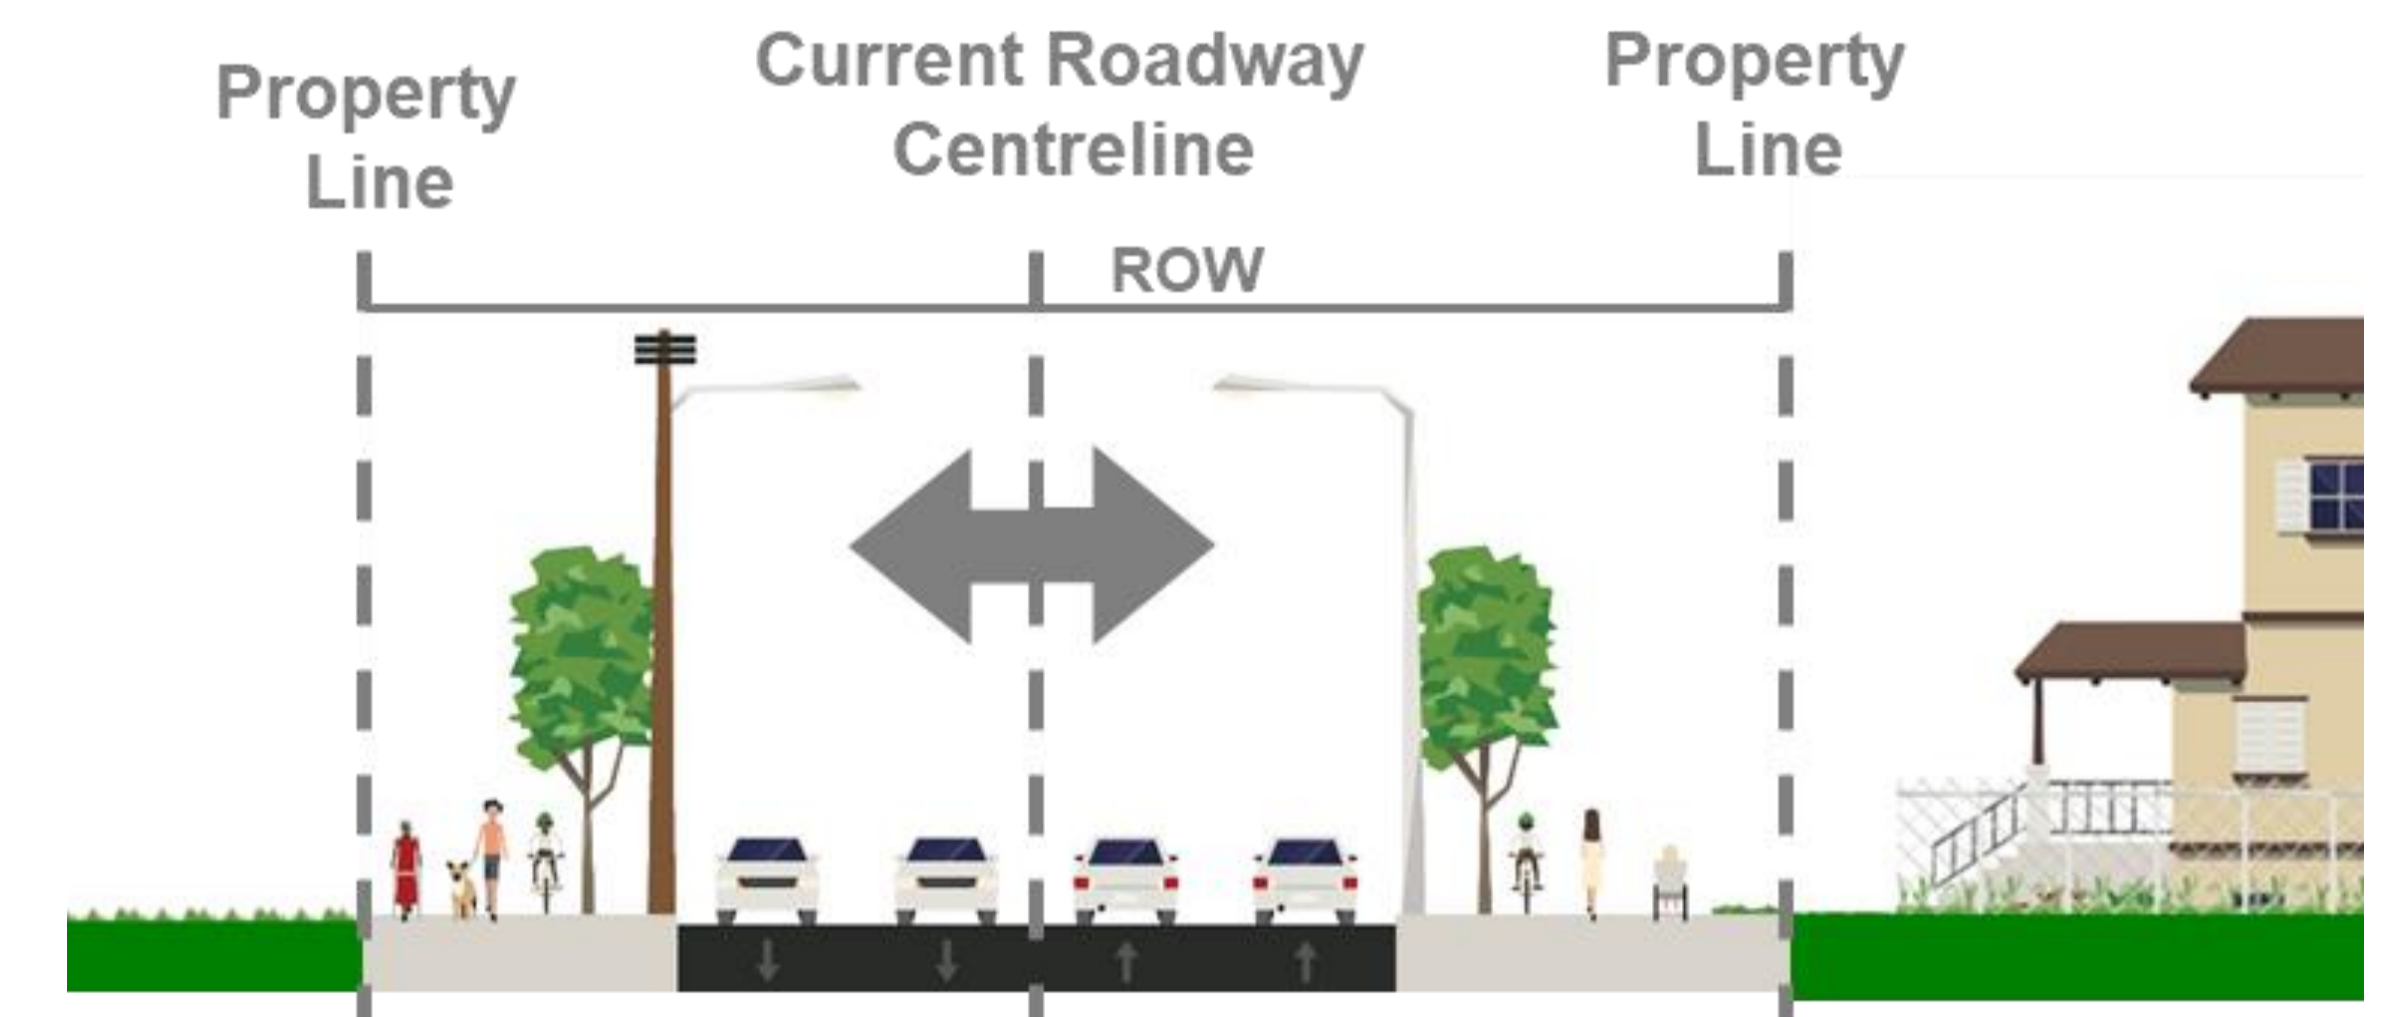 Property
Line
Current Roadway
Centreline
Property
Line
ROW